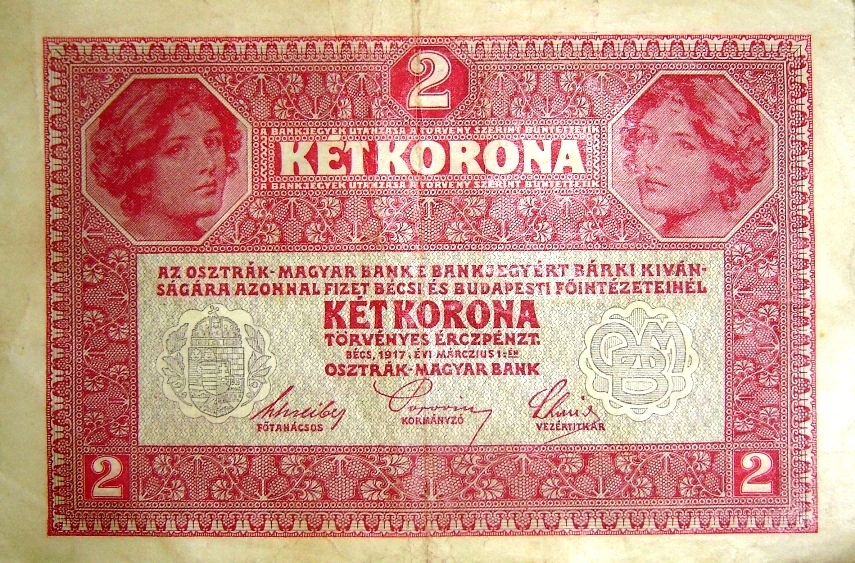 2
A BANKJEGYEK UTÁNZÁSA A TÖRVÉNY SZERINT BÜNTETTETIK
KÉT KORONA
A BANKJEGYEK UTÁNZÁSA A TÖRVÉNY SZERINT BÜNTETTETIK
AZ OSZTRÁK-MAGYAR BANK E BANKJEGYÉRT BÁRKI KIVÁN-
SÁGÁRA AZONNAL FIZET BÉCSI ÉS BUDAPESTI FŐINTÉZETEINÉL
KÉT KORONA
TÖRVÉNYES ÉRCZPÉNZT.
BÉCS, 1917. ÉVI MÁRCZIUS 1-ÉN
OSZTRÁK-MAGYAR BANK
FŐTANÁCSOS
KORMÁNYZÓ
VEZÉRTITKÁR
2
2